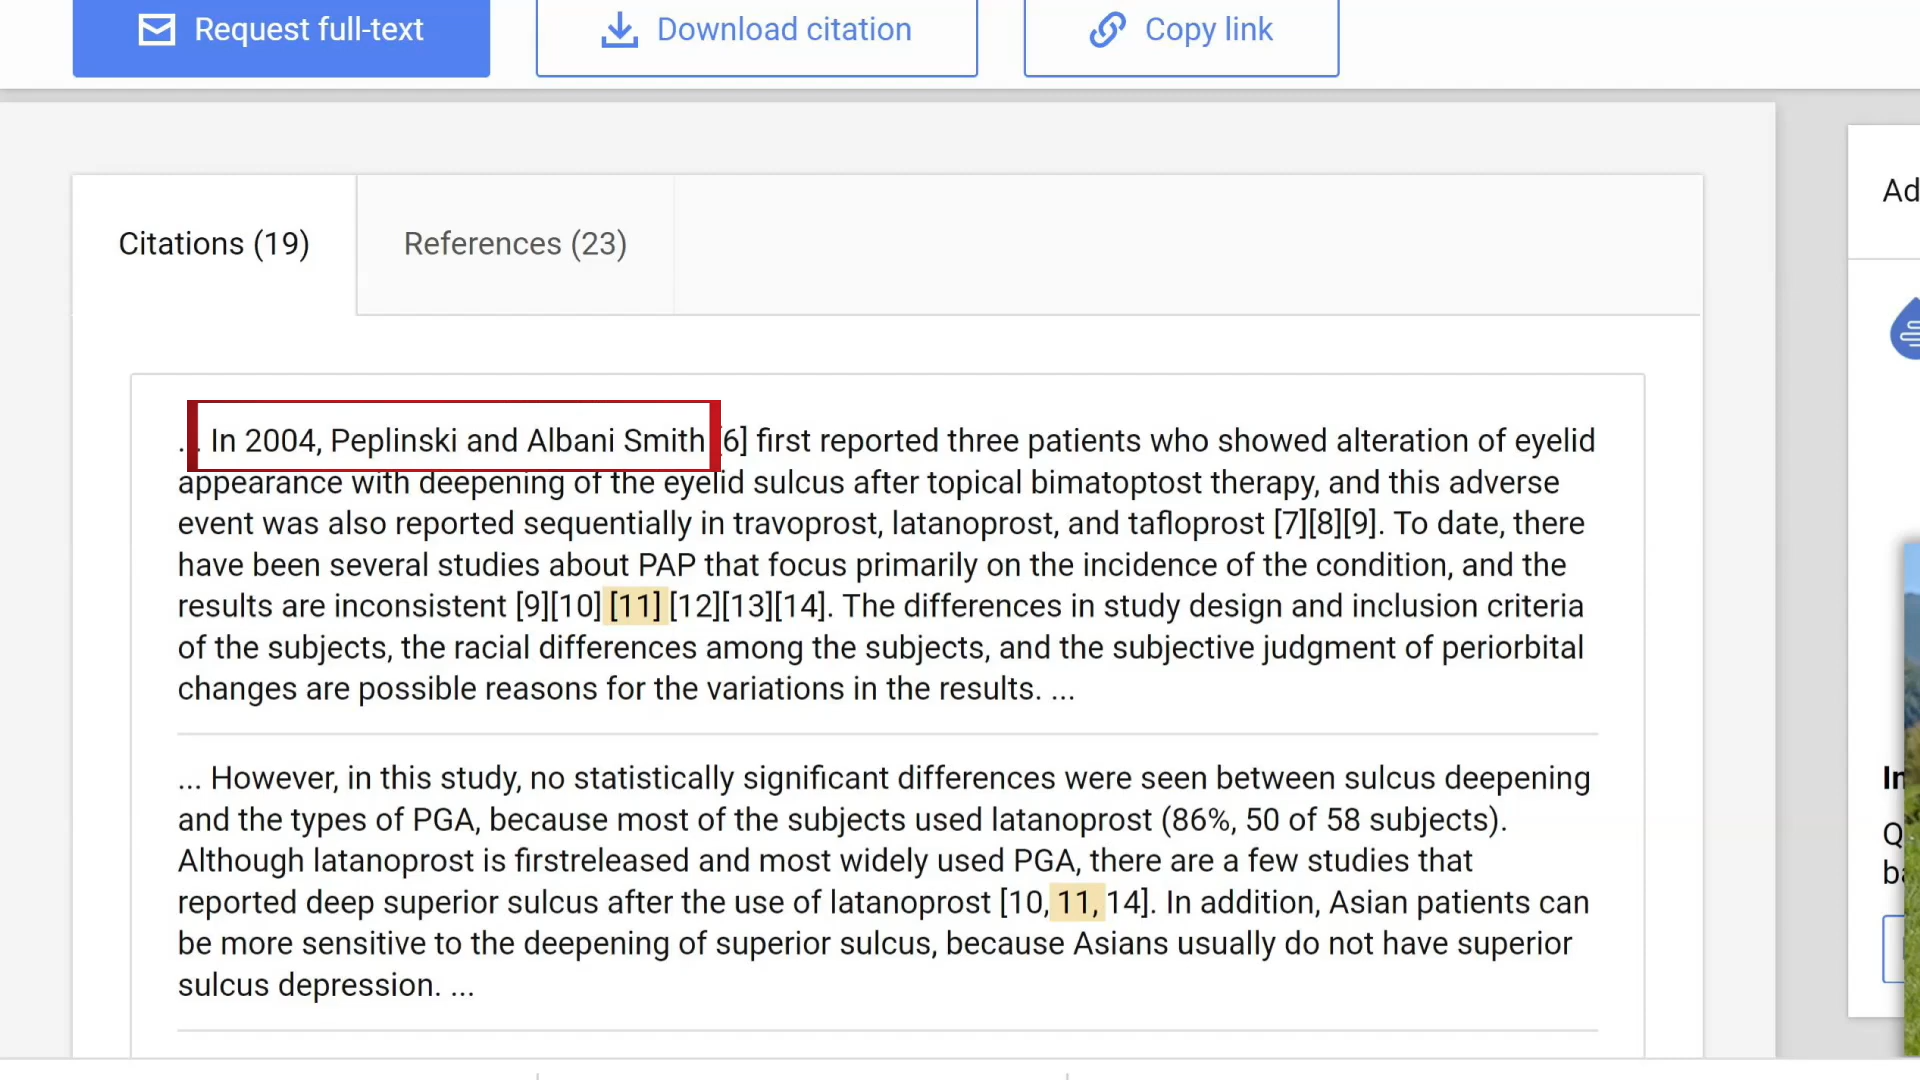 Request full-text
Download citation
Copy link
Citations (19)
References (23)
... In 2004, Peplinski and Albani Smith [6] first reported three patients who showed alteration of eyelid
appearance with deepening of the eyelid sulcus after topical bimatoptost therapy, and this adverse
event was also reported sequentially in travoprost, latanoprost, and tafloprost [7][8][9]. To date, there
have been several studies about PAP that focus primarily on the incidence of the condition, and the
results are inconsistent [9][10] [11] [12][13][14]. The differences in study design and inclusion criteria
of the subjects, the racial differences among the subjects, and the subjective judgment of periorbital
changes are possible reasons for the variations in the results. ...
... However, in this study, no statistically significant differences were seen between sulcus deepening
and the types of PGA, because most of the subjects used latanoprost (86%, 50 of 58 subjects).
Although latanoprost is firstreleased and most widely used PGA, there are a few studies that
reported deep superior sulcus after the use of latanoprost [10, 11, 14]. In addition, Asian patients can
be more sensitive to the deepening of superior sulcus, because Asians usually do not have superior
sulcus depression. ...
Ad